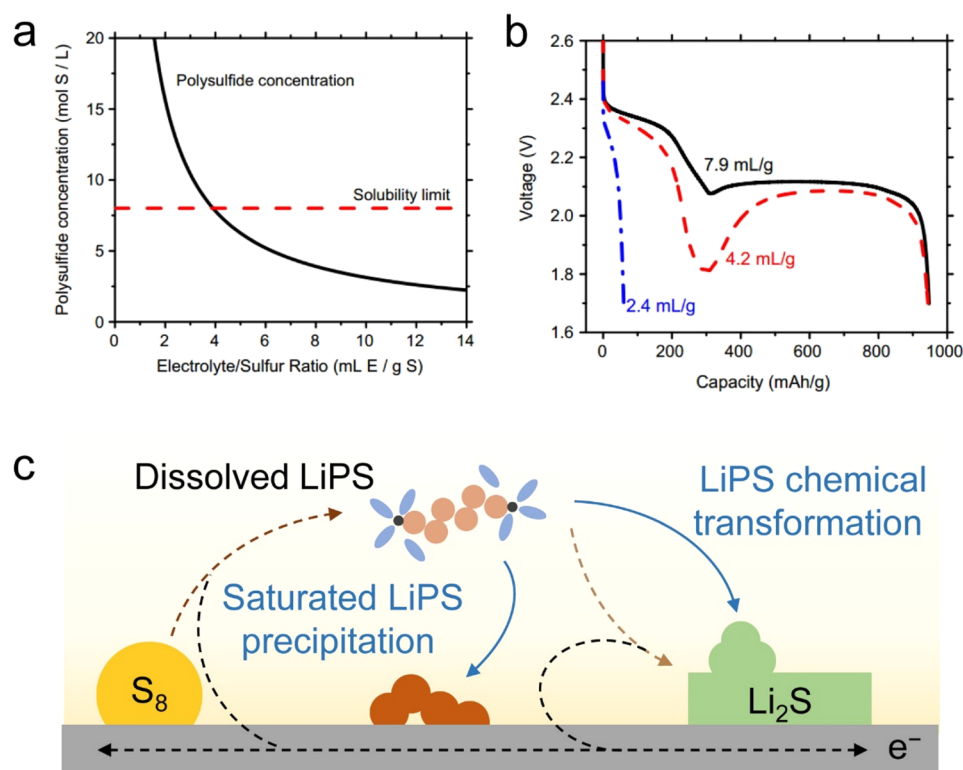 a
Polysulfide concentration (mol S / L)
20
15
10
5
0
Polysulfide concentration
Solubility limit
0 2 4 6 8 10 12 14
Electrolyte/Sulfur Ratio (mL E / g S)
b
Voltage (V)
2.6
2.4
2.2
2.0
1.8
1.6
7.9 mL/g
4.2 mL/g
2.4 mL/g
0 200 400 600 800 1000
Capacity (mAh/g)
c
Dissolved LiPS
LiPS chemical
transformation
Saturated LiPS
precipitation
S₈
Li₂S
e⁻